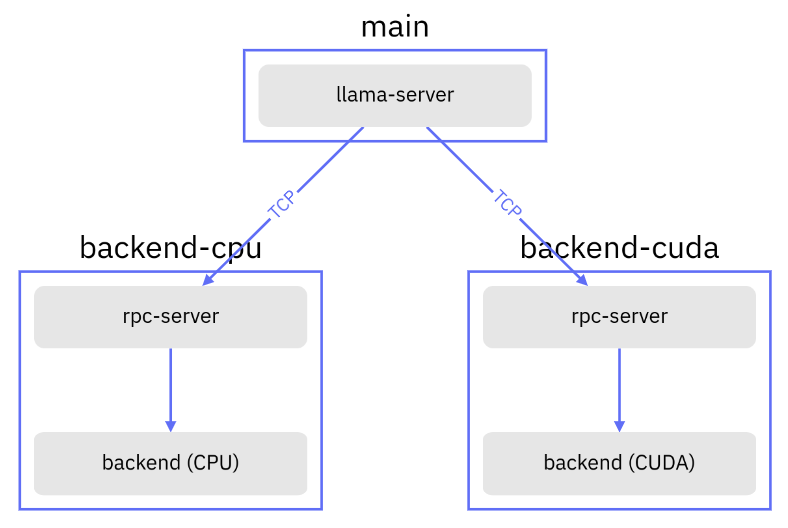 main
llama-server
TCP
TCP
backend-cpu
backend-cuda
rpc-server
rpc-server
backend (CPU)
backend (CUDA)